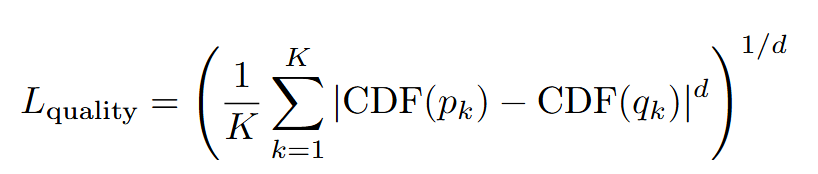 L_quality = ( 1/K ∑_{k=1}^{K} |CDF(p_k) − CDF(q_k)|^d )^{1/d}